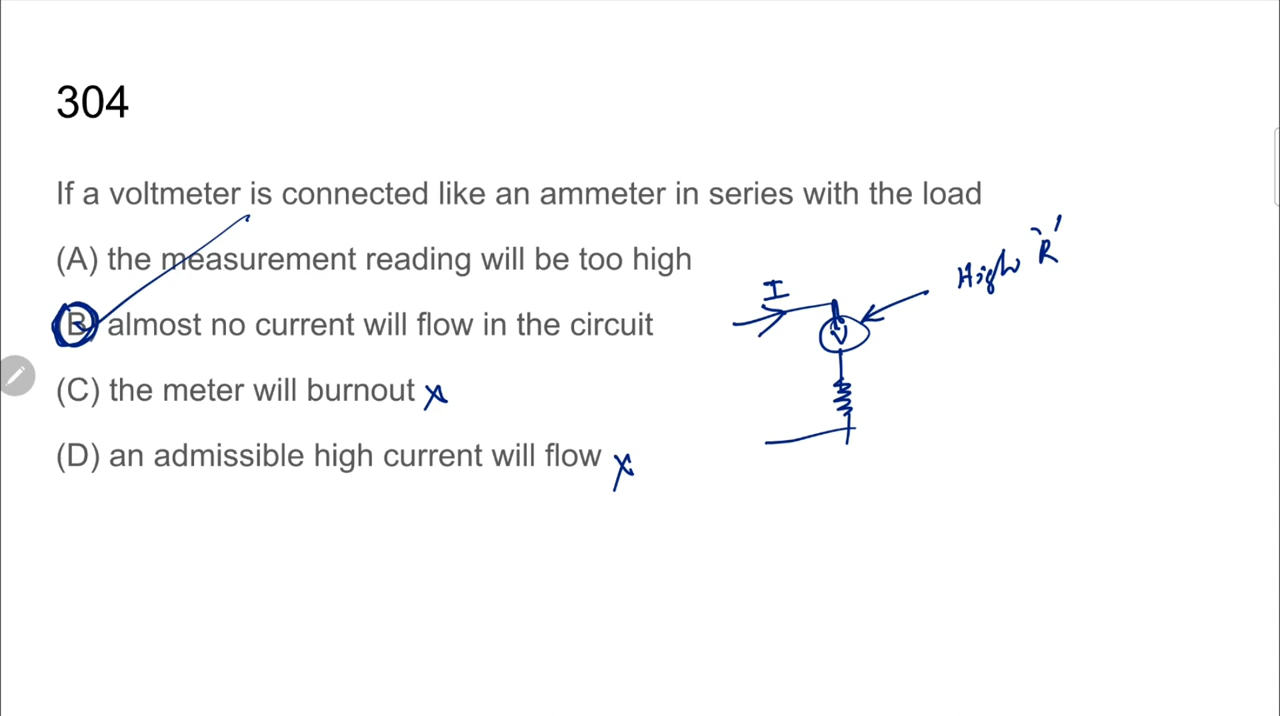 304
If a voltmeter is connected like an ammeter in series with the load
(A) the measurement reading will be too high
(B) almost no current will flow in the circuit
(C) the meter will burnout
(D) an admissible high current will flow
I
High 'R'
V